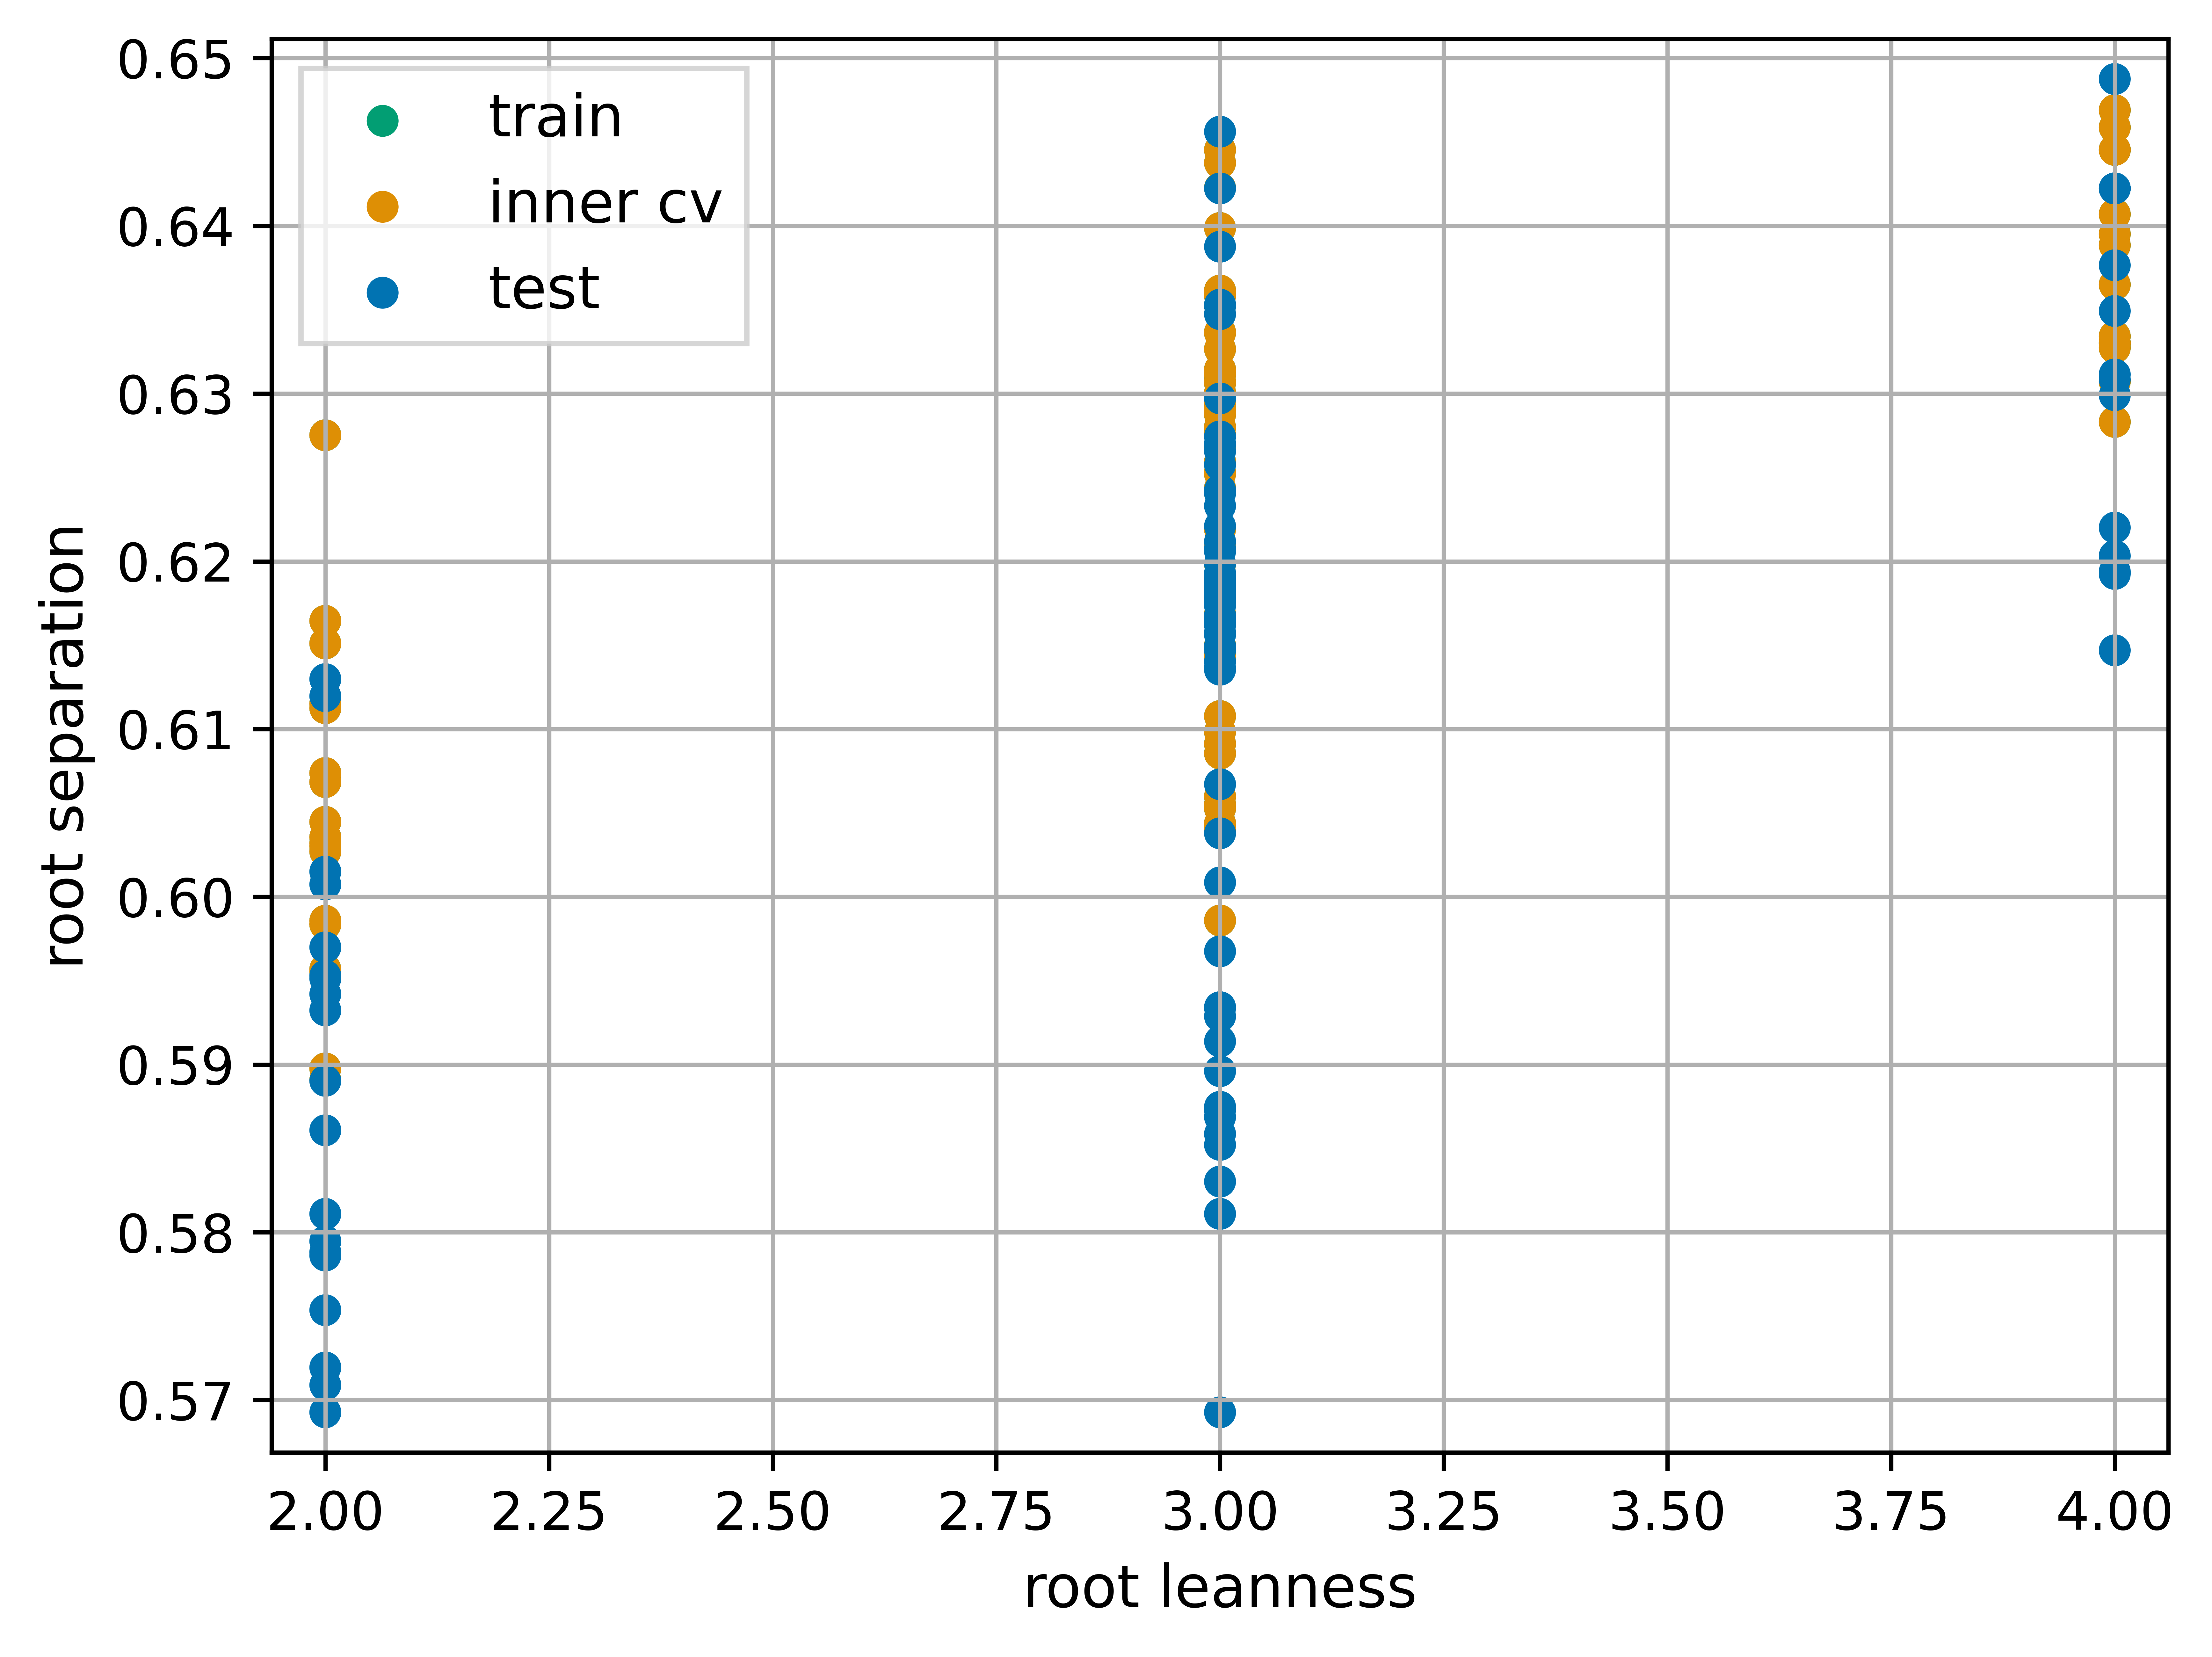 0.65
0.64
0.63
0.62
0.61
0.60
0.59
0.58
0.57
root separation
train
inner cv
test
2.00 2.25 2.50 2.75 3.00 3.25 3.50 3.75 4.00
root leanness